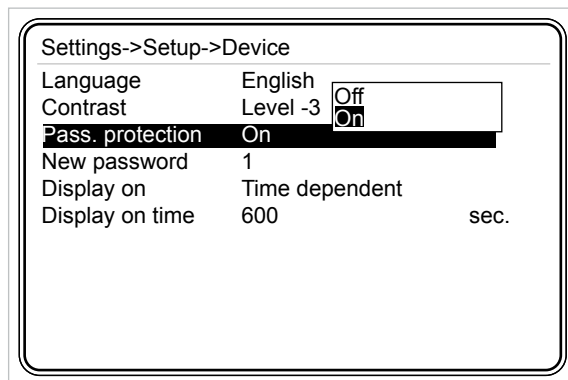 Settings->Setup->Device
Language English
Contrast Level -3
Off
On
Pass. protection On
New password 1
Display on Time dependent
Display on time 600 sec.